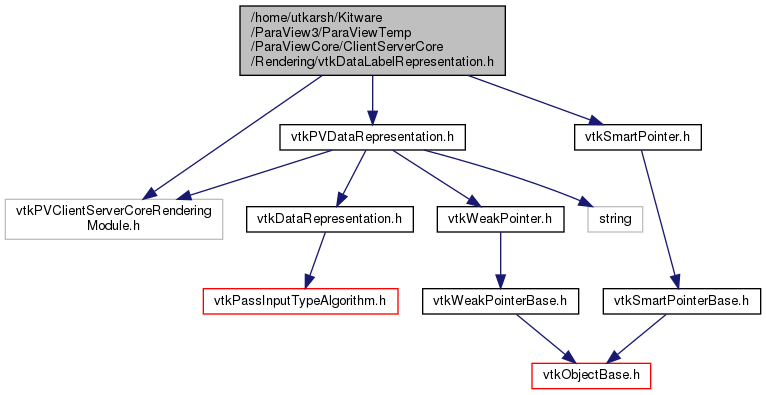 /home/utkarsh/Kitware
/ParaView3/ParaViewTemp
/ParaViewCore/ClientServerCore
/Rendering/vtkDataLabelRepresentation.h
vtkPVDataRepresentation.h
vtkSmartPointer.h
vtkPVClientServerCoreRendering
Module.h
vtkDataRepresentation.h
vtkWeakPointer.h
string
vtkPassInputTypeAlgorithm.h
vtkWeakPointerBase.h
vtkSmartPointerBase.h
vtkObjectBase.h